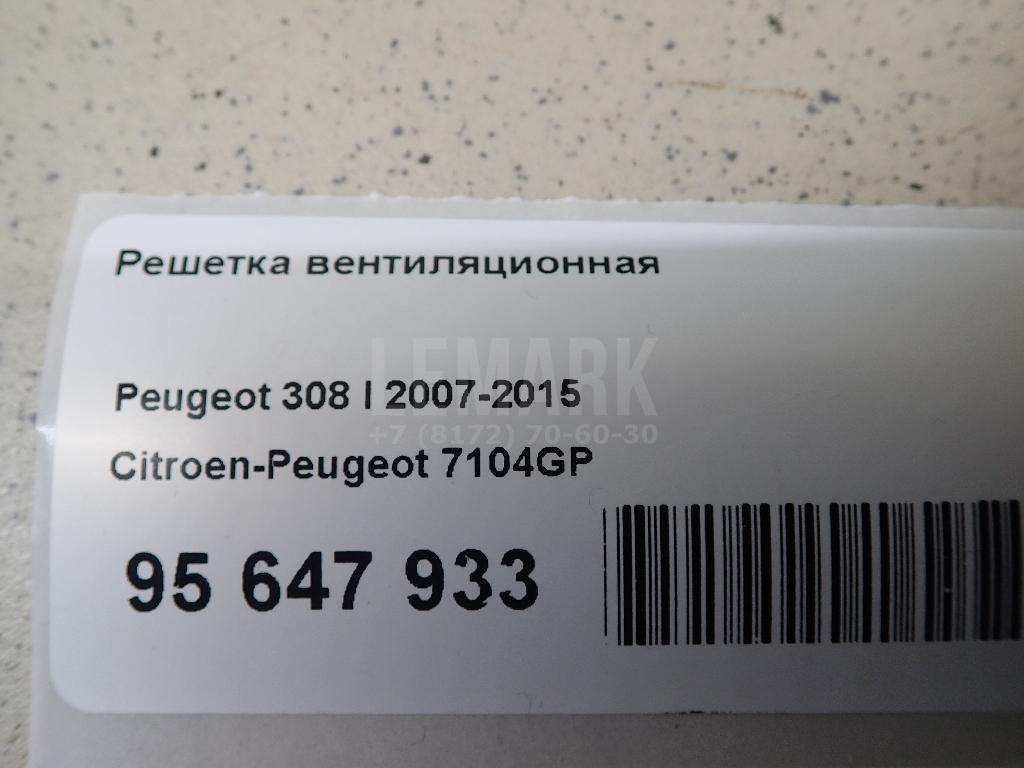 Решетка вентиляционная
LEMARK
Peugeot 308 I 2007-2015
+7 (8172) 70-60-30
Citroen-Peugeot 7104GP
95 647 933